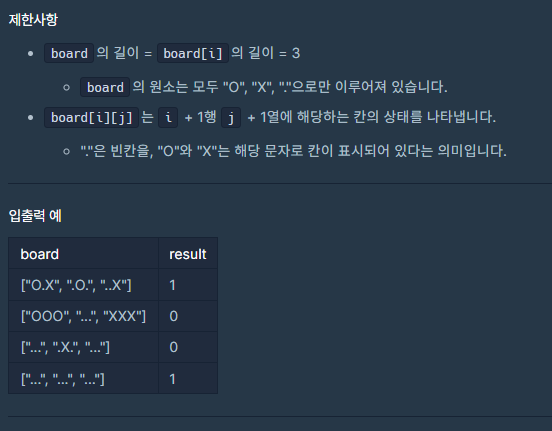 제한사항
board 의 길이 = board[i] 의 길이 = 3
board 의 원소는 모두 "O", "X", "."으로만 이루어져 있습니다.
board[i][j] 는 i + 1행 j + 1열에 해당하는 칸의 상태를 나타냅니다.
"."은 빈칸을, "O"와 "X"는 해당 문자로 칸이 표시되어 있다는 의미입니다.
입출력 예
board result
["O.X", ".O.", "..X"] 1
["OOO", "...", "XXX"] 0
["...", ".X.", "..."] 0
["...", "...", "..."] 1